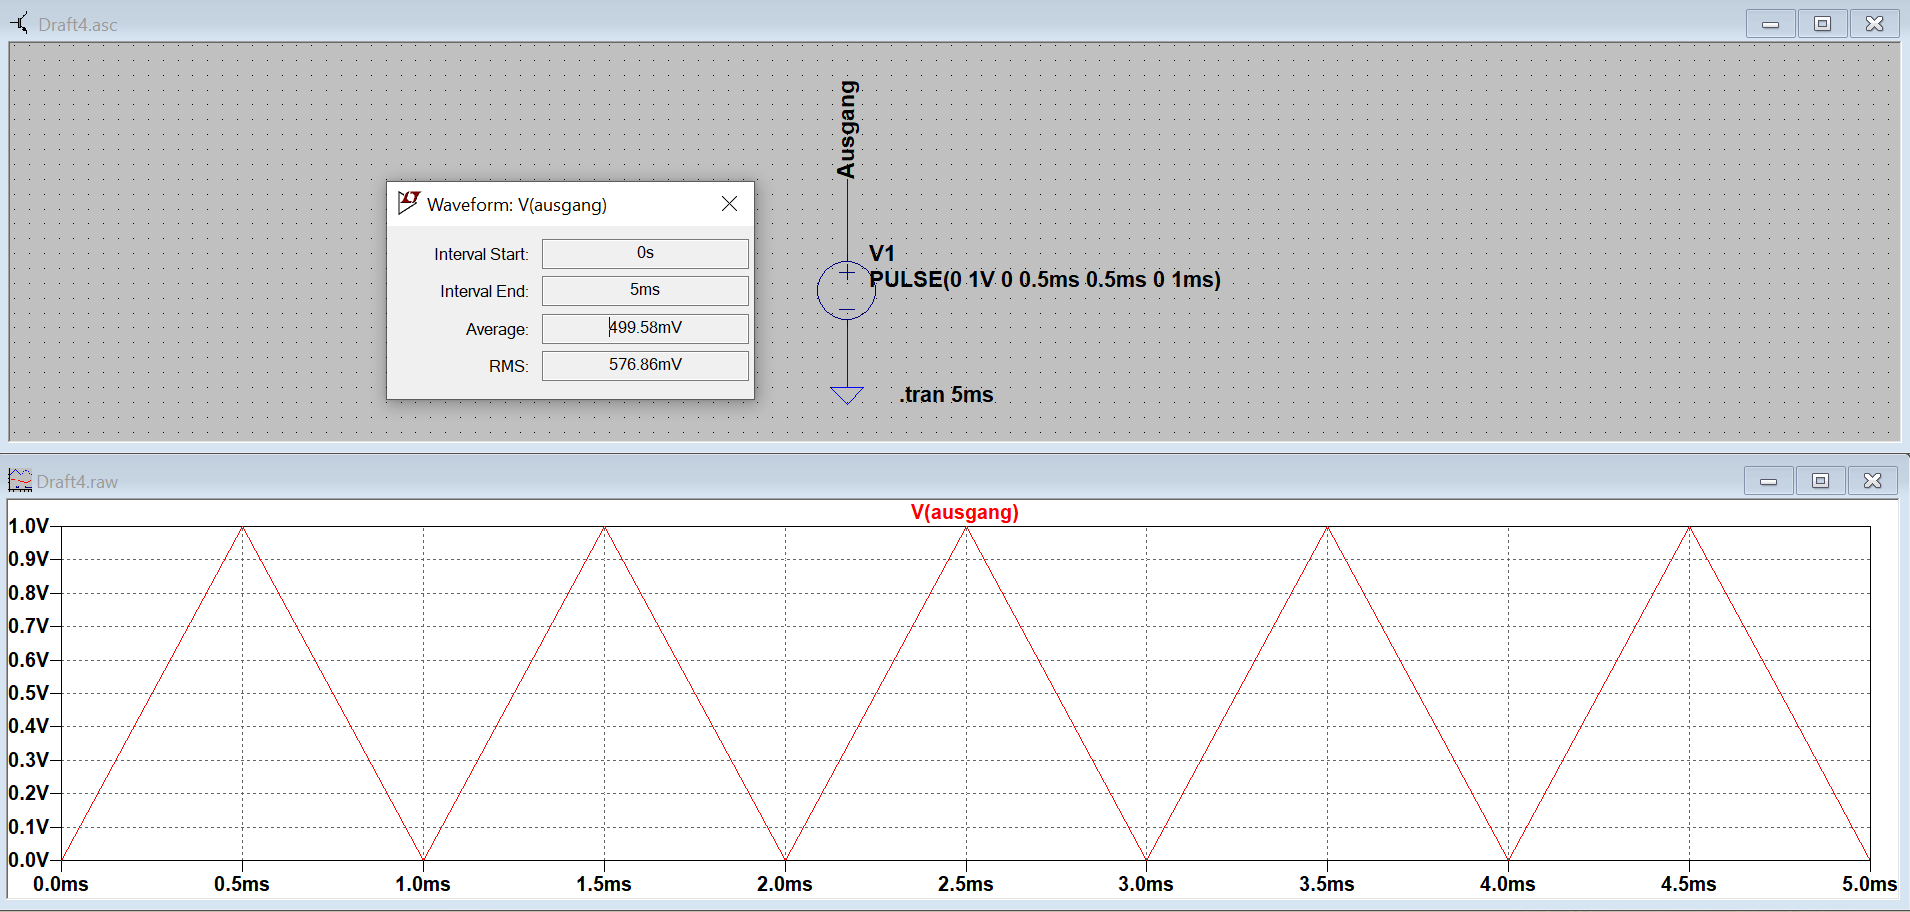 Draft4.asc
Ausgang
Waveform: V(ausgang)
Interval Start: 0s
Interval End: 5ms
Average: 499.58mV
RMS: 576.86mV
V1
PULSE(0 1V 0 0.5ms 0.5ms 0 1ms)
.tran 5ms
Draft4.raw
V(ausgang)
1.0V
0.9V
0.8V
0.7V
0.6V
0.5V
0.4V
0.3V
0.2V
0.1V
0.0V
0.0ms 0.5ms 1.0ms 1.5ms 2.0ms 2.5ms 3.0ms 3.5ms 4.0ms 4.5ms 5.0ms